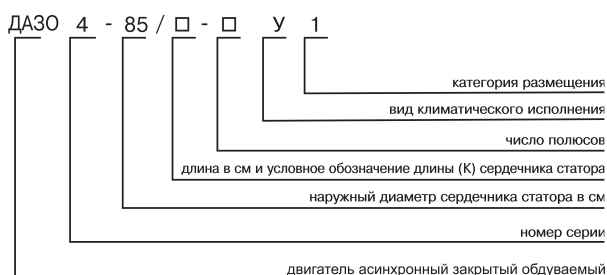 ДАЗО 4 - 85 / □ - □ У 1
категория размещения
вид климатического исполнения
число полюсов
длина в см и условное обозначение длины (К) сердечника статора
наружный диаметр сердечника статора в см
номер серии
двигатель асинхронный закрытый обдуваемый